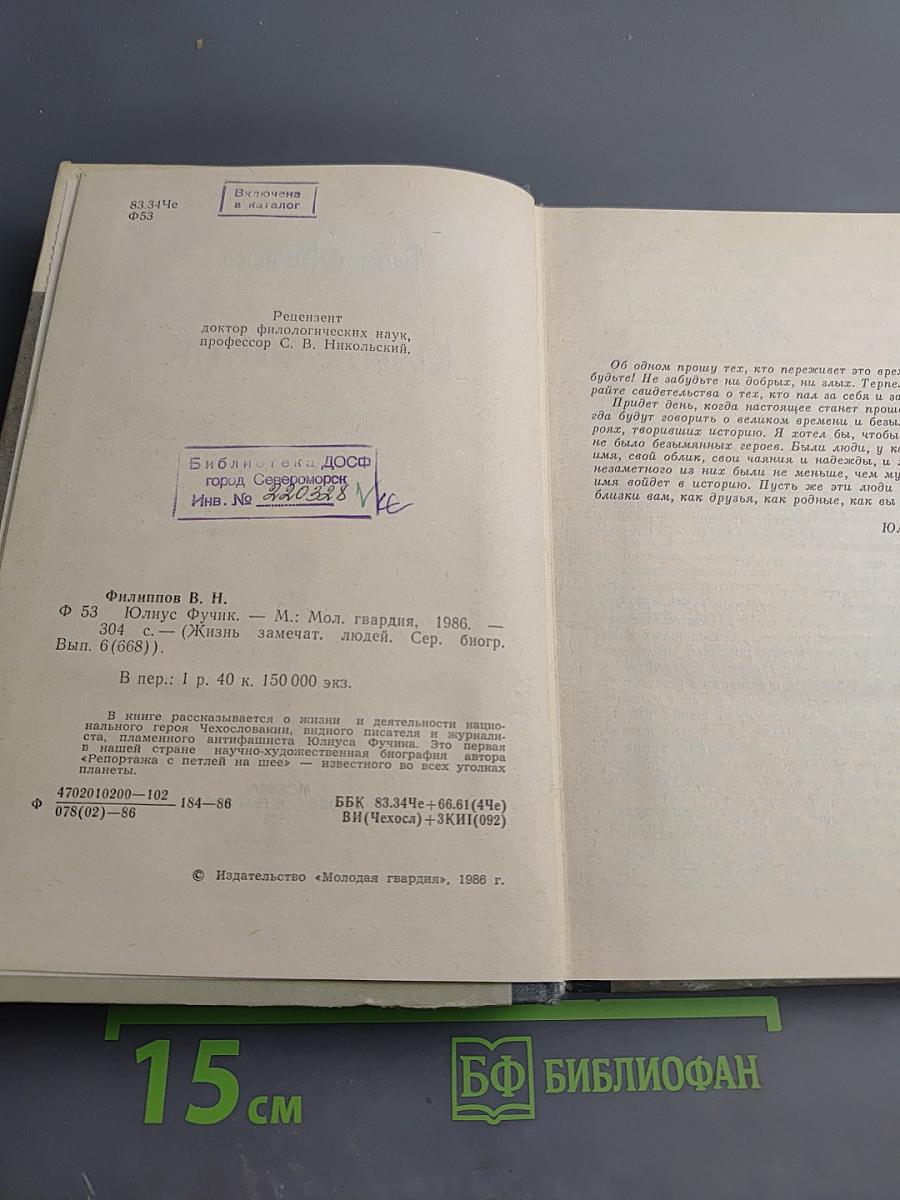 83.34Че
Ф53
Включена
в каталог
Рецензент
доктор филологических наук,
профессор С. В. Никольский.
Библиотека ДОСФ
город Североморск
Инв. № 220328
Филиппов В. Н.
Ф 53 Юлиус Фучик. — М.: Мол. гвардия, 1986. —
304 с. — (Жизнь замечат. людей. Сер. биогр.
Вып. 6(668)).
В пер.: 1 р. 40 к. 150 000 экз.
В книге рассказывается о жизни и деятельности нацио-
нального героя Чехословакии, видного писателя и журнали-
ста, пламенного антифашиста Юлиуса Фучика. Это первая
в нашей стране научно-художественная биография автора
«Репортажа с петлей на шее» — известного во всех уголках
планеты.
Ф 4702010200—102 184—86
078(02)—86
ББК 83.34Че+66.61(4Че)
ВИ(Чехосл)+3КИ1(092)
© Издательство «Молодая гвардия», 1986 г.
Об одном прошу тех, кто переживет это вре
будьте! Не забудьте ни добрых, ни злых. Терпел
райте свидетельства о тех, кто пал за себя и за
Придет день, когда настоящее станет прош
гда будут говорить о великом времени и безы
роях, творивших историю. Я хотел бы, чтобы
не было безымянных героев. Были люди, у ко
имя, свой облик, свои чаяния и надежды, и
незаметного из них были не меньше, чем му
имя войдет в историю. Пусть же эти люди
близки вам, как друзья, как родные, как вы
Юл
15 см
БФ БИБЛИОФАН